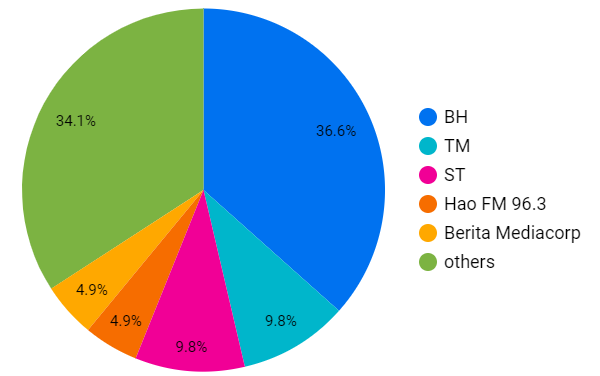 34.1%
36.6%
4.9%
4.9%
9.8%
9.8%
BH
TM
ST
Hao FM 96.3
Berita Mediacorp
others